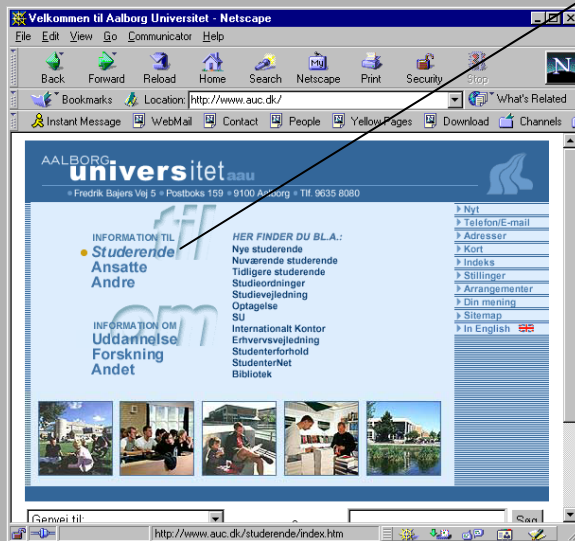 Velkommen til Aalborg Universitet - Netscape
File Edit View Go Communicator Help
Back Forward Reload Home Search Netscape Print Security Stop
N
Bookmarks Location: http://www.auc.dk/ What's Related
Instant Message WebMail Contact People Yellow Pages Download Channels
AALBORG
universitet aau
Fredrik Bajers Vej 5 Postboks 159 9100 Aalborg Tlf. 9635 8080
til
INFORMATION TIL
Studerende
Ansatte
Andre
om
INFORMATION OM
Uddannelse
Forskning
Andet
HER FINDER DU BL.A.:
Nye studerende
Nuværende studerende
Tidligere studerende
Studieordninger
Studievejledning
Optagelse
SU
Internationalt Kontor
Erhvervsvejledning
Studenterforhold
StudenterNet
Bibliotek
Nyt
Telefon/E-mail
Adresser
Kort
Indeks
Stillinger
Arrangementer
Din mening
Sitemap
In English
Genvej til:
Søg
http://www.auc.dk/studerende/index.htm